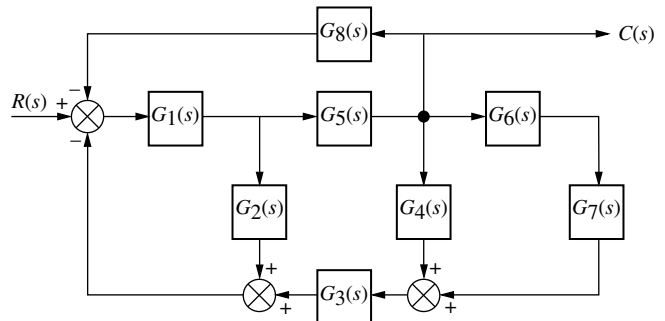 G8(s)
C(s)
R(s)
+
−
−
G1(s)
G5(s)
G6(s)
G2(s)
G4(s)
G7(s)
+
+
G3(s)
+
+